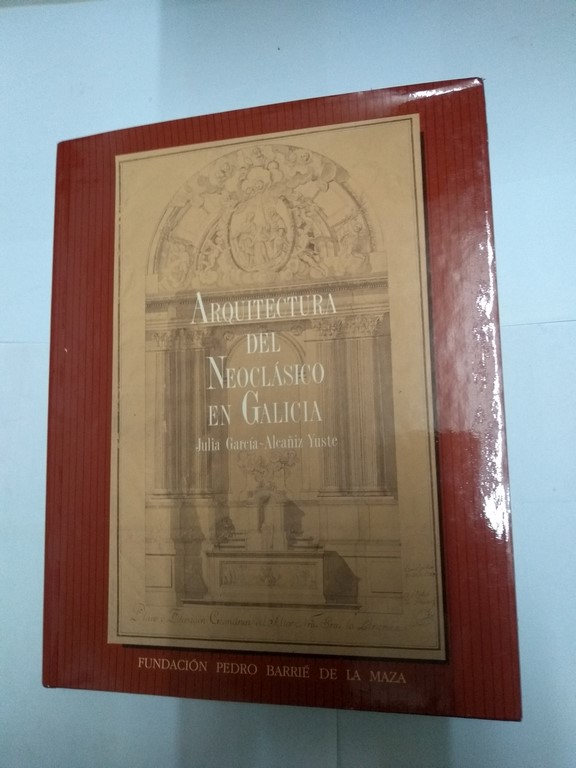 ARQUITECTURA
DEL
NEOCLÁSICO
EN GALICIA
Julia García-Alcañiz Yuste
FUNDACIÓN PEDRO BARRIÉ DE LA MAZA